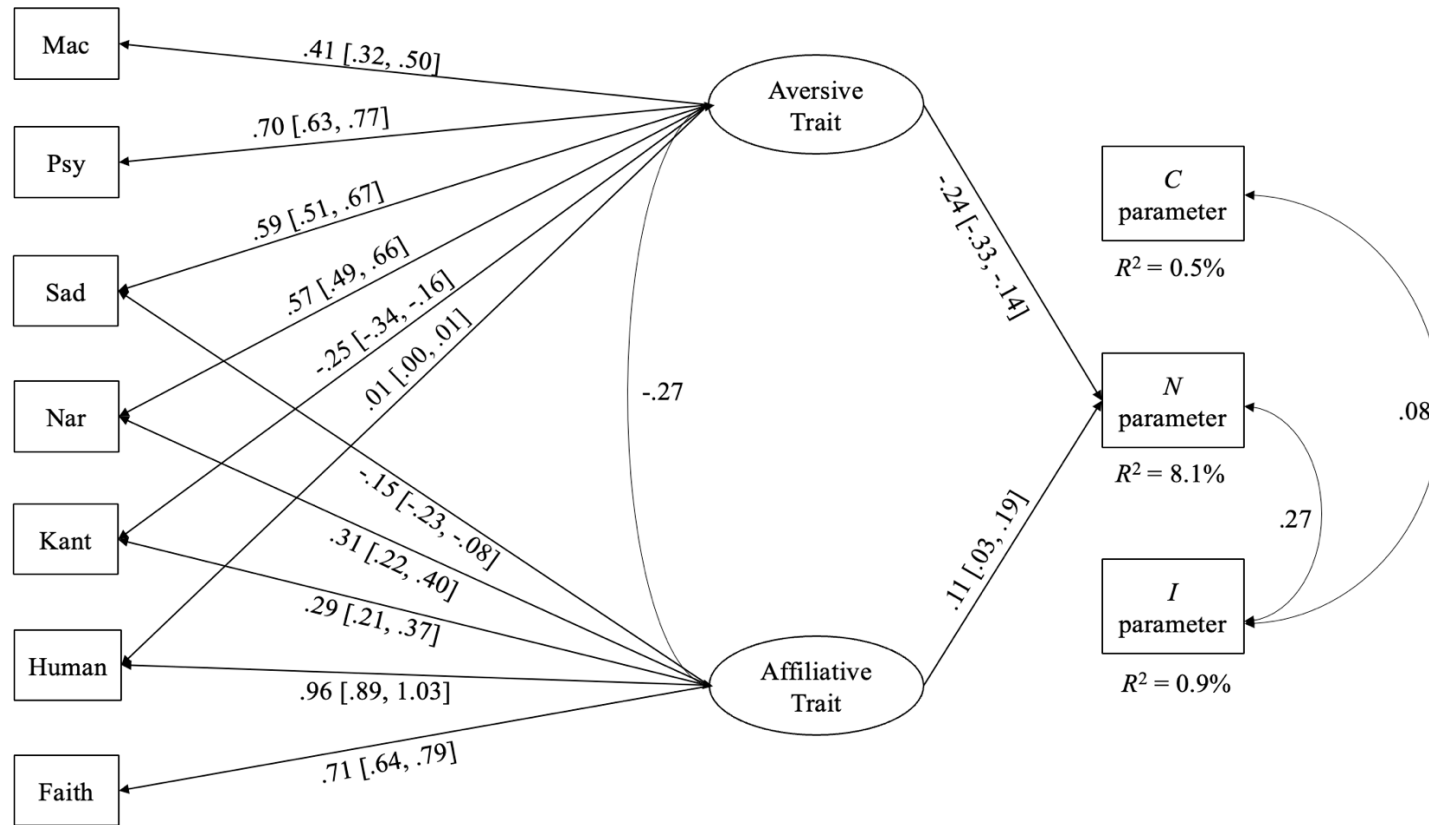 Mac
Psy
Sad
Nar
Kant
Human
Faith
.41 [.32, .50]
.70 [.63, .77]
.59 [.51, .67]
.57 [.49, .66]
-.25 [-.34, -.16]
.01 [.00, .01]
-.15 [-.23, -.08]
.31 [.22, .40]
.29 [.21, .37]
.96 [.89, 1.03]
.71 [.64, .79]
Aversive
Trait
-.27
Affiliative
Trait
-.24 [-.33, -.14]
.11 [.03, .19]
C
parameter
R² = 0.5%
N
parameter
R² = 8.1%
I
parameter
R² = 0.9%
.27
.08